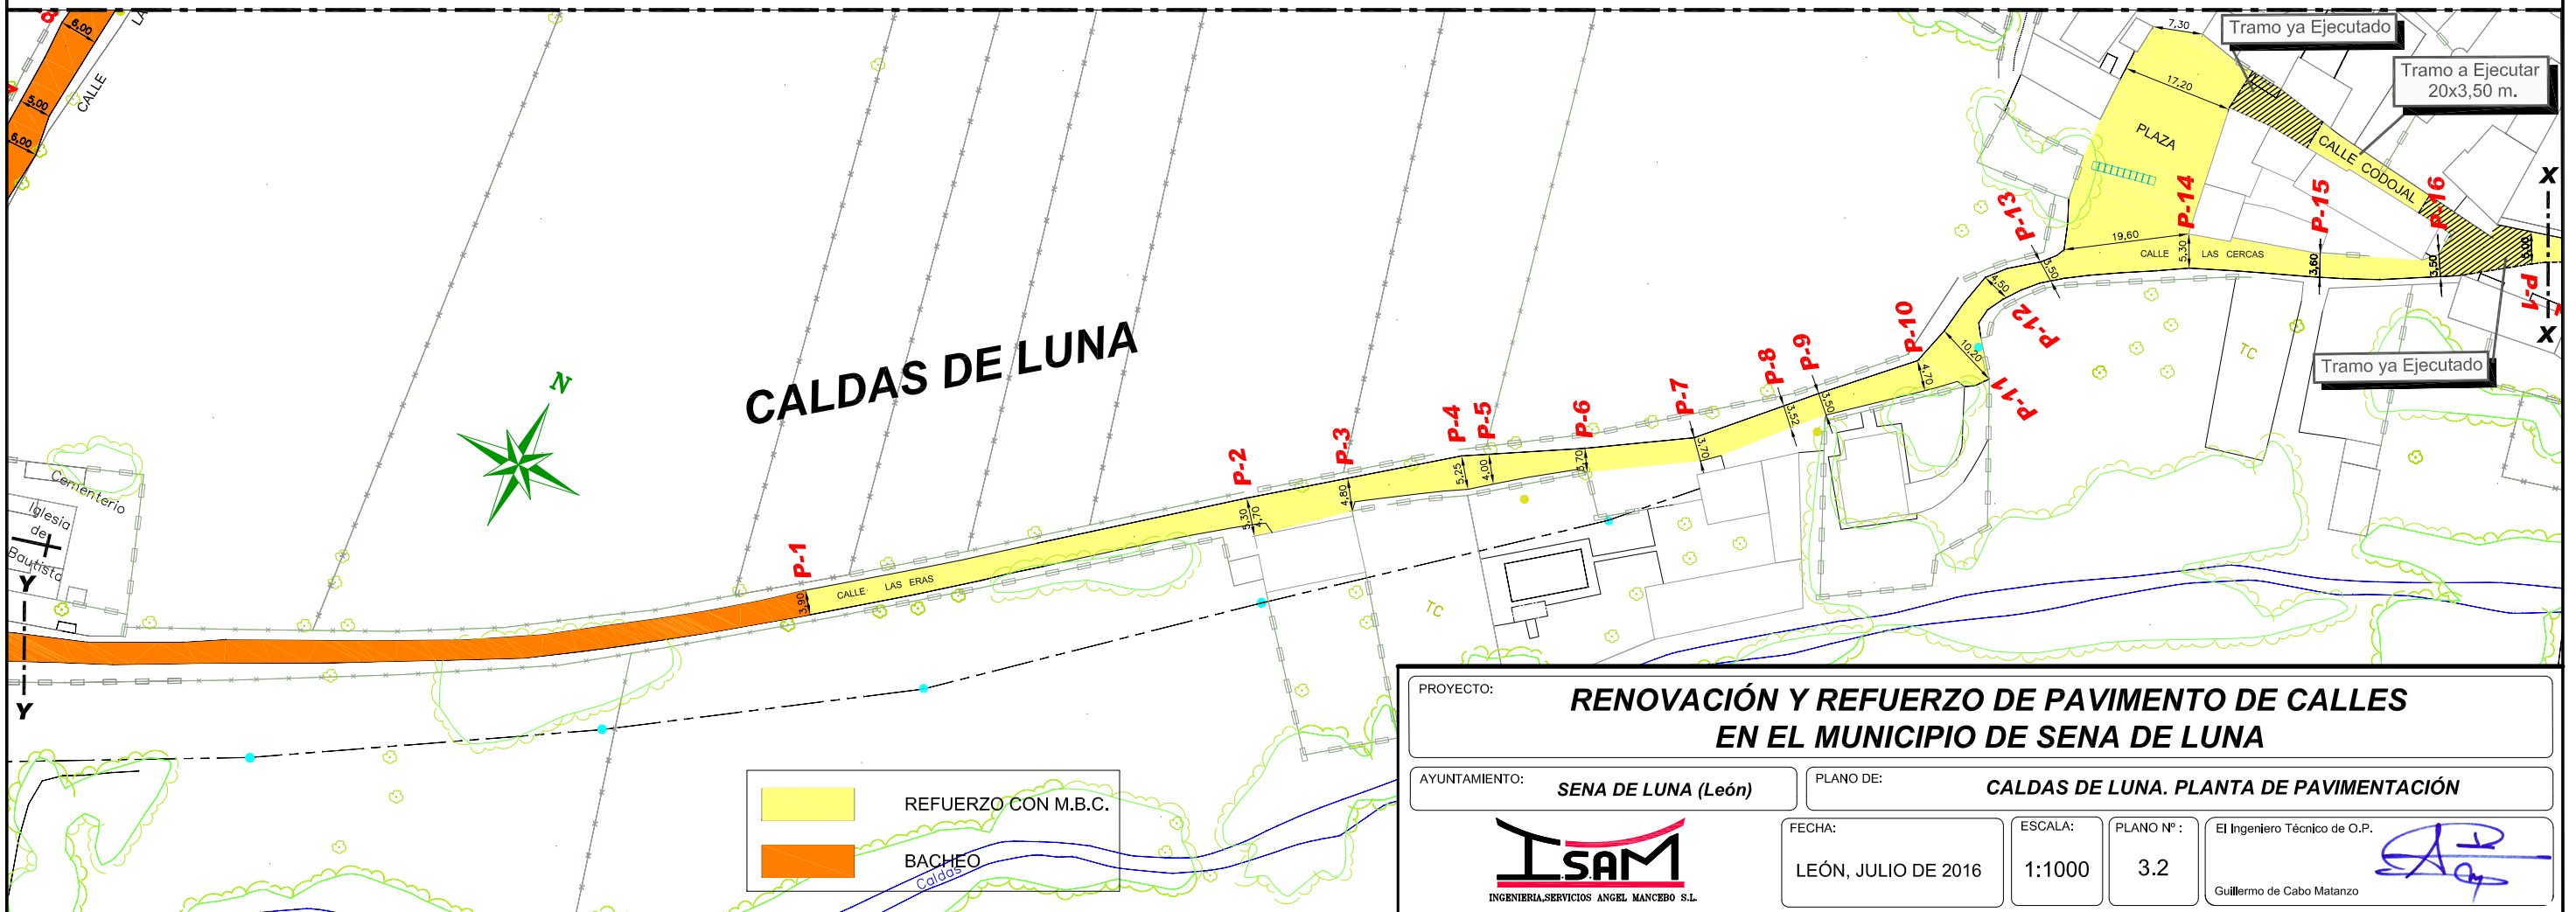 6,00
LA
CALLE
5,00
6,00
7,30
Tramo ya Ejecutado
Tramo a Ejecutar
20x3,50 m.
17,20
PLAZA
CALLE CODOJAL
X
P-13
P-14
P-15
P-16
19,60
5,30
CALLE LAS CERCAS
3,60
3,50
5,00
3,50
4,50
P-12
P-1
X
TC
Tramo ya Ejecutado
CALDAS DE LUNA
N
P-10
P-9
P-8
P-7
P-11
10,20
4,70
3,50
3,52
3,70
P-6
P-5
P-4
P-3
P-2
3,70
4,00
5,25
4,80
5,30
4,70
Cementerio
Iglesia
de
Bautista
P-1
3,90
CALLE LAS ERAS
TC
Y
Y
REFUERZO CON M.B.C.
BACHEO
Caldas
PROYECTO:
RENOVACIÓN Y REFUERZO DE PAVIMENTO DE CALLES
EN EL MUNICIPIO DE SENA DE LUNA
AYUNTAMIENTO:
SENA DE LUNA (León)
PLANO DE:
CALDAS DE LUNA. PLANTA DE PAVIMENTACIÓN
ISAM
INGENIERIA,SERVICIOS ANGEL MANCEBO S.L.
FECHA:
LEÓN, JULIO DE 2016
ESCALA:
1:1000
PLANO Nº :
3.2
El Ingeniero Técnico de O.P.
Guillermo de Cabo Matanzo